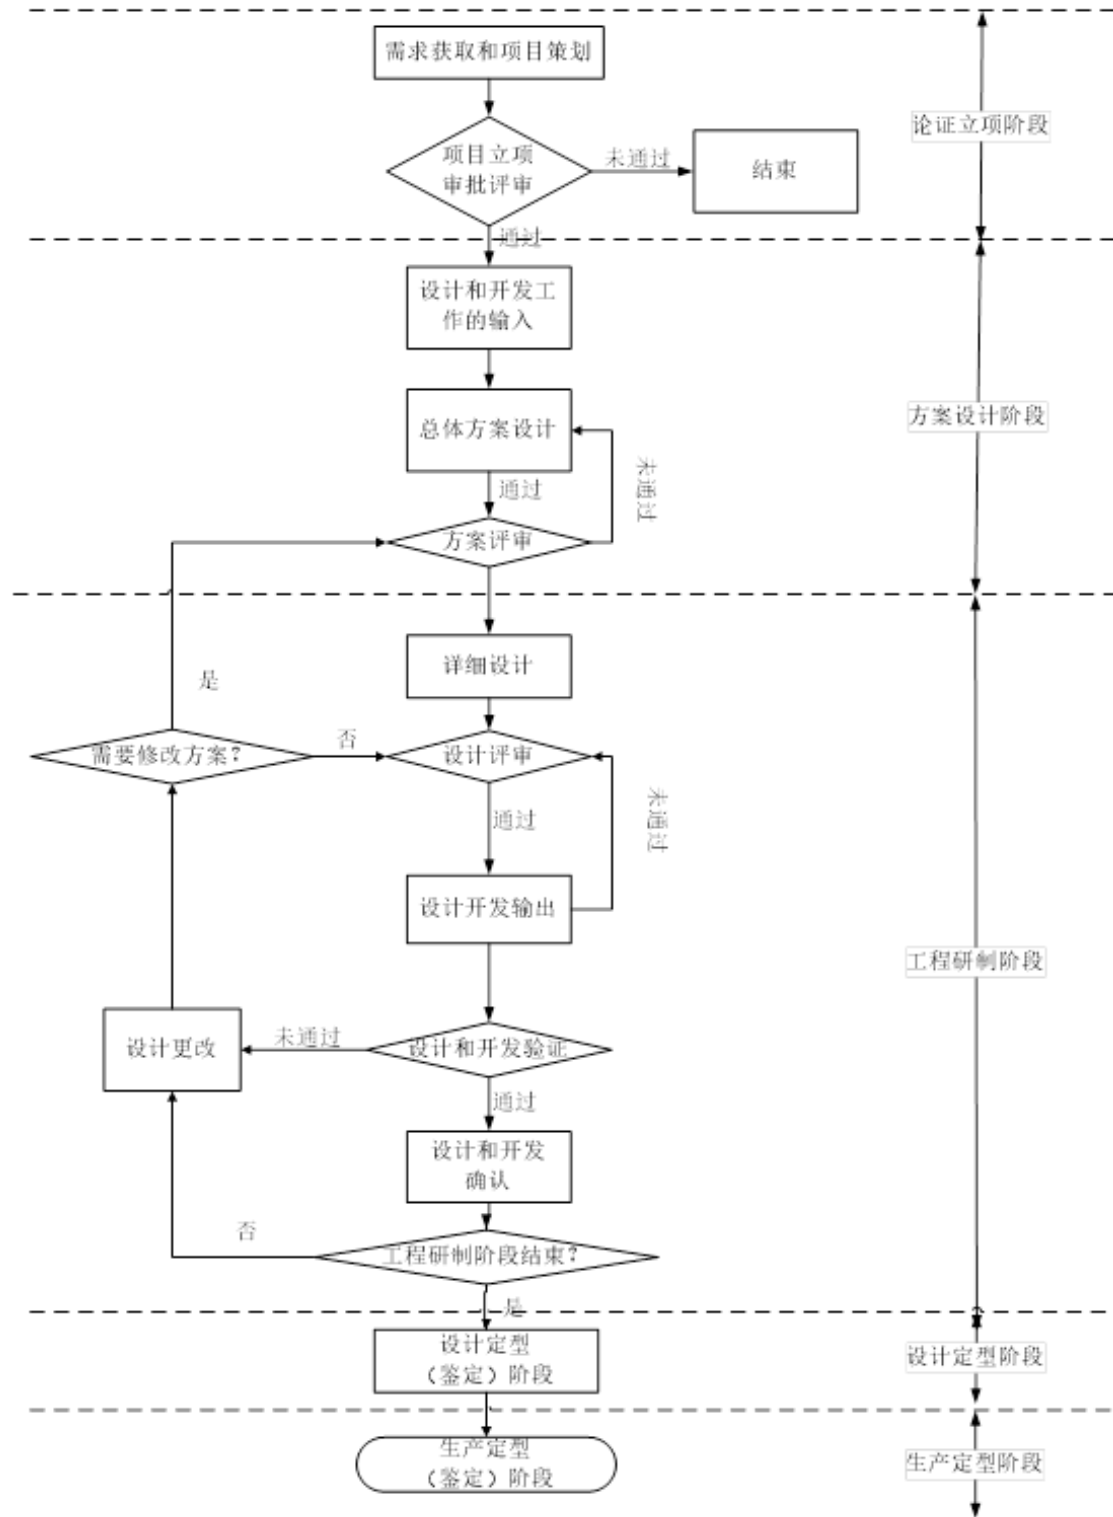 需求获取和项目策划
论证立项阶段
项目立项
审批评审
未通过
结束
通过
设计和开发工
作的输入
方案设计阶段
总体方案设计
未通过
通过
方案评审
详细设计
是
需要修改方案？
否
设计评审
未通过
通过
设计开发输出
工程研制阶段
设计更改
未通过
设计和开发验证
通过
设计和开发
确认
否
工程研制阶段结束？
是
设计定型
（鉴定）阶段
设计定型阶段
生产定型
（鉴定）阶段
生产定型阶段